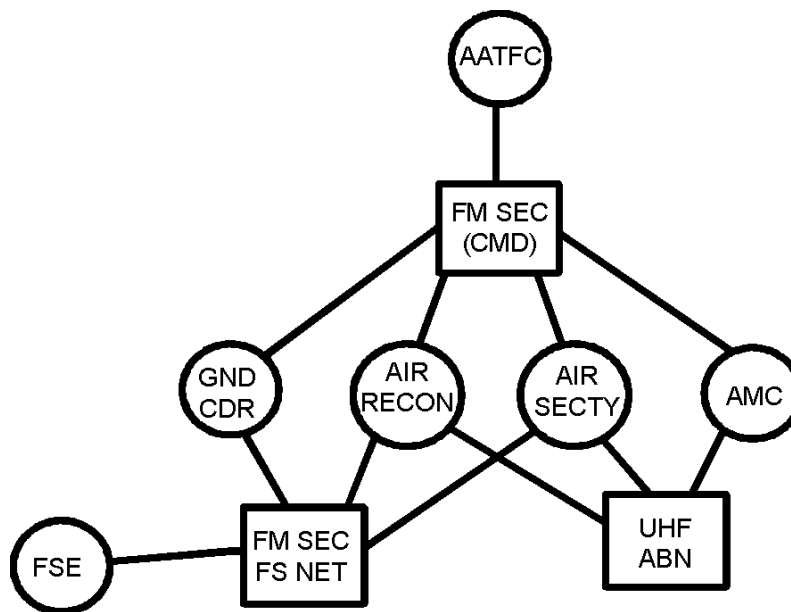 AATFC
FM SEC
(CMD)
GND
CDR
AIR
RECON
AIR
SECTY
AMC
FSE
FM SEC
FS NET
UHF
ABN